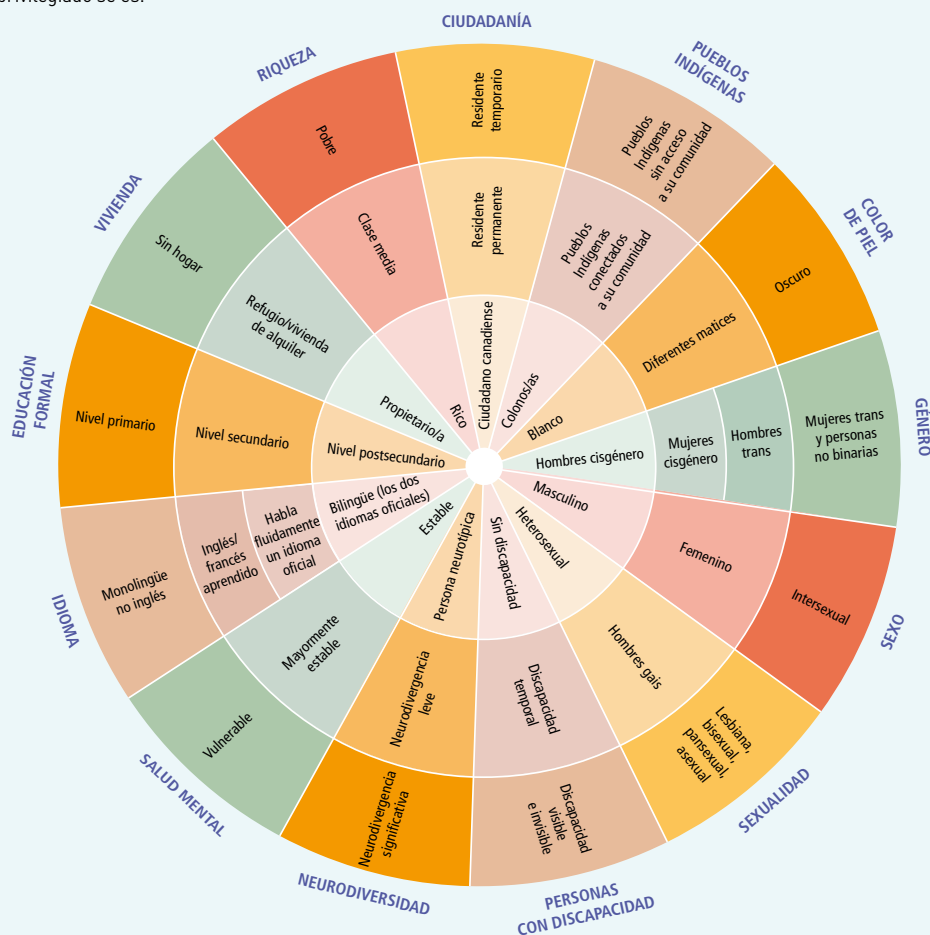 CIUDADANÍA
Residente
temporario
Residente
permanente
Ciudadano canadiense
PUEBLOS
INDÍGENAS
Pueblos
Indígenas
sin acceso
a su comunidad
Pueblos
Indígenas
conectados
a su comunidad
Colonos/as
COLOR
DE PIEL
Oscuro
Diferentes matices
Blanco
GÉNERO
Mujeres trans
y personas
no binarias
Hombres
trans
Mujeres
cisgénero
Hombres cisgénero
SEXO
Intersexual
Femenino
Masculino
SEXUALIDAD
Lesbiana,
bisexual,
pansexual,
asexual
Hombres gais
Heterosexual
PERSONAS
CON DISCAPACIDAD
Discapacidad
visible
e invisible
Discapacidad
temporal
Sin discapacidad
NEURODIVERSIDAD
Neurodivergencia
significativa
Neurodivergencia
leve
Persona neurotípica
SALUD MENTAL
Vulnerable
Mayormente
estable
Estable
IDIOMA
Monolingüe
no inglés
Inglés/
francés
aprendido
Habla
fluidamente
un idioma
oficial
Bilingüe (los dos
idiomas oficiales)
EDUCACIÓN
FORMAL
Nivel primario
Nivel secundario
Nivel postsecundario
VIVIENDA
Sin hogar
Refugio/vivienda
de alquiler
Propietario/a
RIQUEZA
Pobre
Clase media
Rico